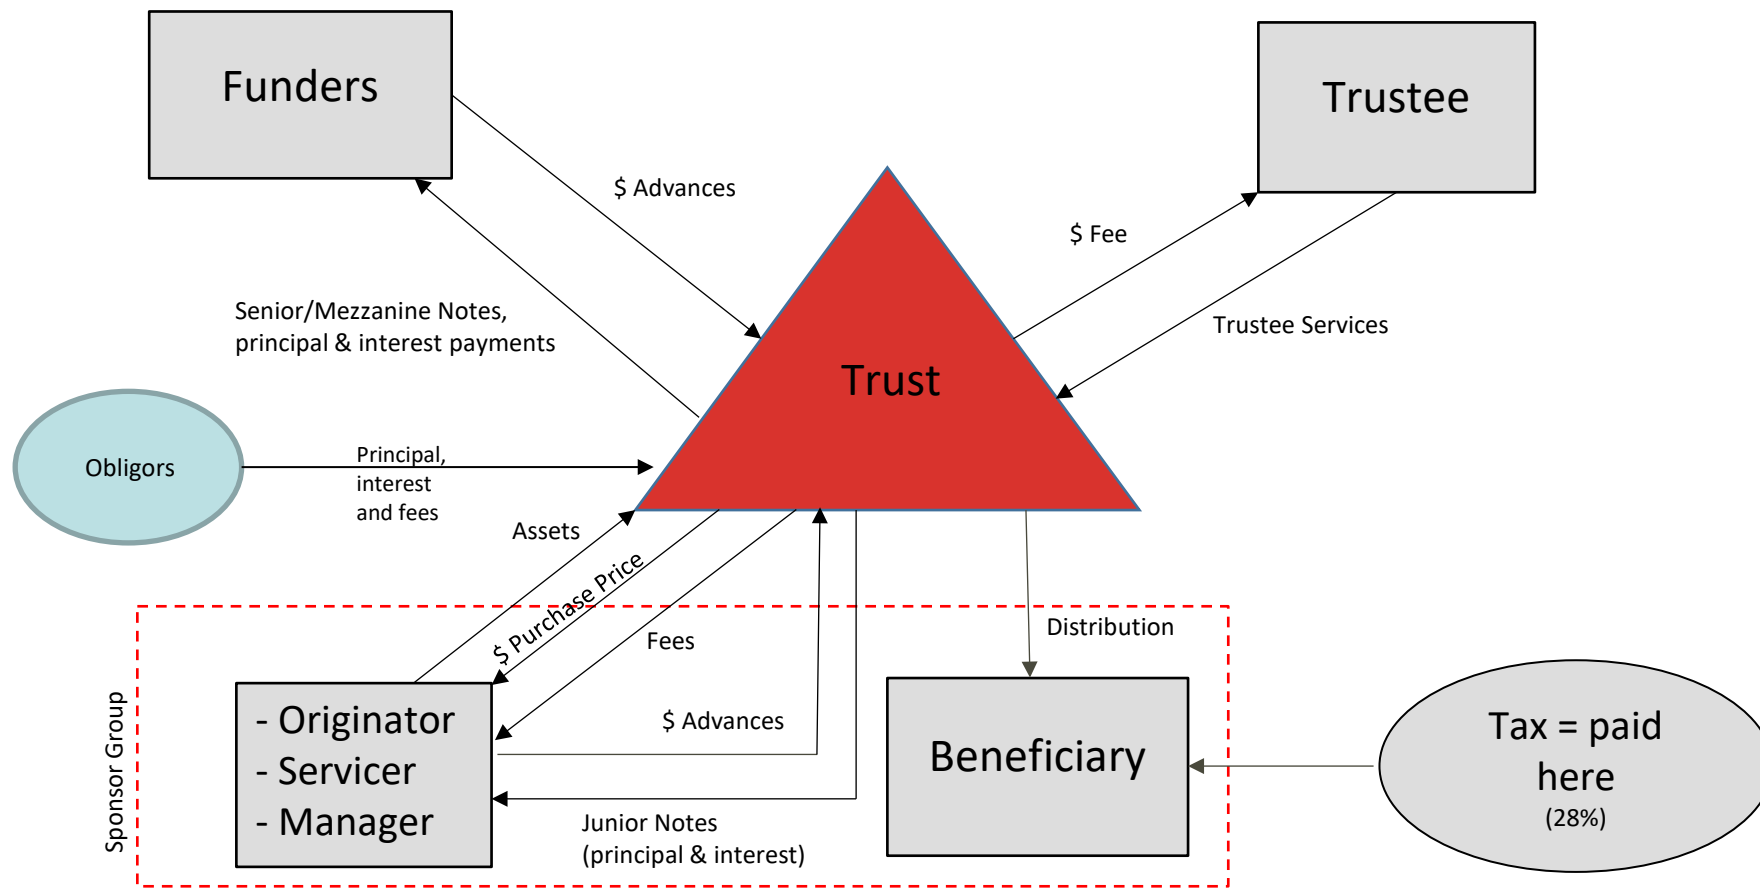 Funders
Trustee
$ Advances
$ Fee
Senior/Mezzanine Notes,
principal & interest payments
Trustee Services
Trust
Obligors
Principal,
interest
and fees
Assets
$ Purchase Price
Fees
Distribution
Sponsor Group
- Originator
- Servicer
- Manager
$ Advances
Junior Notes
(principal & interest)
Beneficiary
Tax = paid
here
(28%)